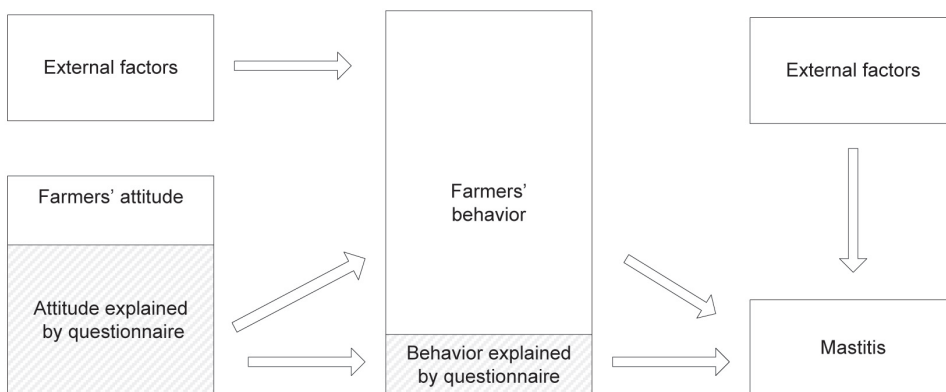 External factors
External factors
Farmers’ attitude
Farmers’
behavior
Attitude explained
by questionnaire
Behavior explained
by questionnaire
Mastitis